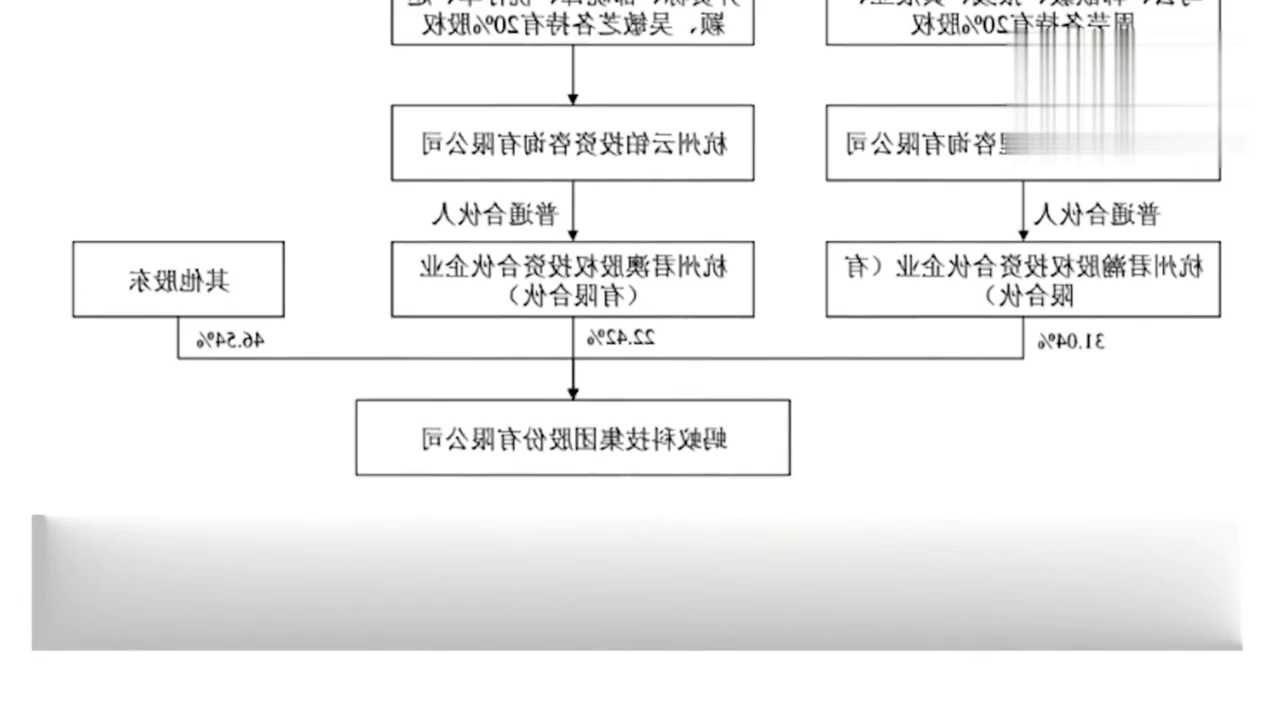 周芸各持有20%股权
颖、吴敏芝各持有20%股权
咨询有限公司
杭州云铂投资咨询有限公司
普通合伙人
普通合伙人
杭州君瀚股权投资合伙企业（有
限合伙）
杭州君澳股权投资合伙企业
（有限合伙）
其他股东
31.04%
22.42%
46.54%
蚂蚁科技集团股份有限公司